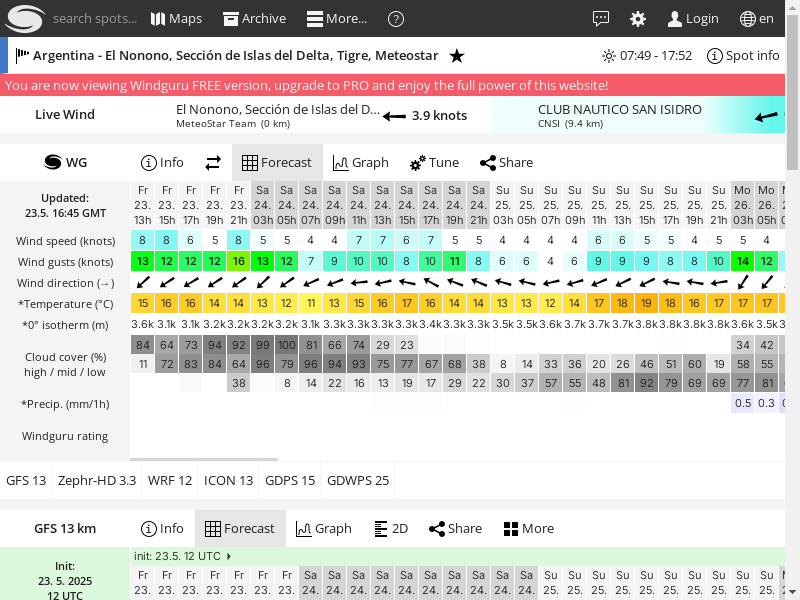 search spots... Maps Archive More... ? Login en
Argentina - El Nonono, Sección de Islas del Delta, Tigre, Meteostar ★ 07:49 - 17:52 Spot info
You are now viewing Windguru FREE version, upgrade to PRO and enjoy the full power of this website!
Live Wind
El Nonono, Sección de Islas del D...
MeteoStar Team (0 km)
3.9 knots
CLUB NAUTICO SAN ISIDRO
CNSI (9.4 km)
WG Info Forecast Graph Tune Share
Updated:
23.5. 16:45 GMT
Fr Fr Fr Fr Fr Sa Sa Sa Sa Sa Sa Sa Sa Sa Sa Su Su Su Su Su Su Su Su Su Su Mo Mo Mo
23. 23. 23. 23. 23. 24. 24. 24. 24. 24. 24. 24. 24. 24. 24. 25. 25. 25. 25. 25. 25. 25. 25. 25. 25. 26. 26.
13h 15h 17h 19h 21h 03h 05h 07h 09h 11h 13h 15h 17h 19h 21h 03h 05h 07h 09h 11h 13h 15h 17h 19h 21h 03h 05h
Wind speed (knots) 8 8 6 5 8 5 5 4 4 7 7 6 7 5 5 4 4 4 4 6 6 5 5 4 5 5 4
Wind gusts (knots) 13 12 12 12 16 13 12 7 9 10 10 8 10 11 8 6 6 4 6 9 9 9 8 8 10 14 12
Wind direction (→)
*Temperature (°C) 15 16 16 14 14 13 12 11 13 15 16 17 16 14 14 13 13 12 14 17 18 19 18 16 17 17 17
*0° isotherm (m) 3.6k 3.1k 3.1k 3.2k 3.2k 3.2k 3.2k 3.1k 3.3k 3.3k 3.3k 3.3k 3.4k 3.3k 3.3k 3.5k 3.5k 3.6k 3.7k 3.7k 3.7k 3.8k 3.8k 3.8k 3.8k 3.6k 3.5k
Cloud cover (%)
high / mid / low
84 64 73 94 92 99 100 81 66 74 29 23 34 42
11 72 83 84 64 96 79 96 94 93 75 77 67 68 38 8 14 33 36 20 26 46 51 60 19 58 55
38 8 14 22 16 13 19 17 29 22 30 37 57 55 48 81 92 79 69 69 77 81
*Precip. (mm/1h) 0.5 0.3
Windguru rating
GFS 13 Zephr-HD 3.3 WRF 12 ICON 13 GDPS 15 GDWPS 25
GFS 13 km Info Forecast Graph 2D Share More
Init:
23. 5. 2025
12 UTC
init: 23.5. 12 UTC
Fr Fr Fr Fr Fr Fr Fr Sa Sa Sa Sa Sa Sa Sa Sa Sa Sa Su Su Su Su Su Su Su Su Su Su
23. 23. 23. 23. 23. 23. 23. 24. 24. 24. 24. 24. 24. 24. 24. 24. 24. 25. 25. 25. 25. 25. 25. 25. 25. 25. 25.